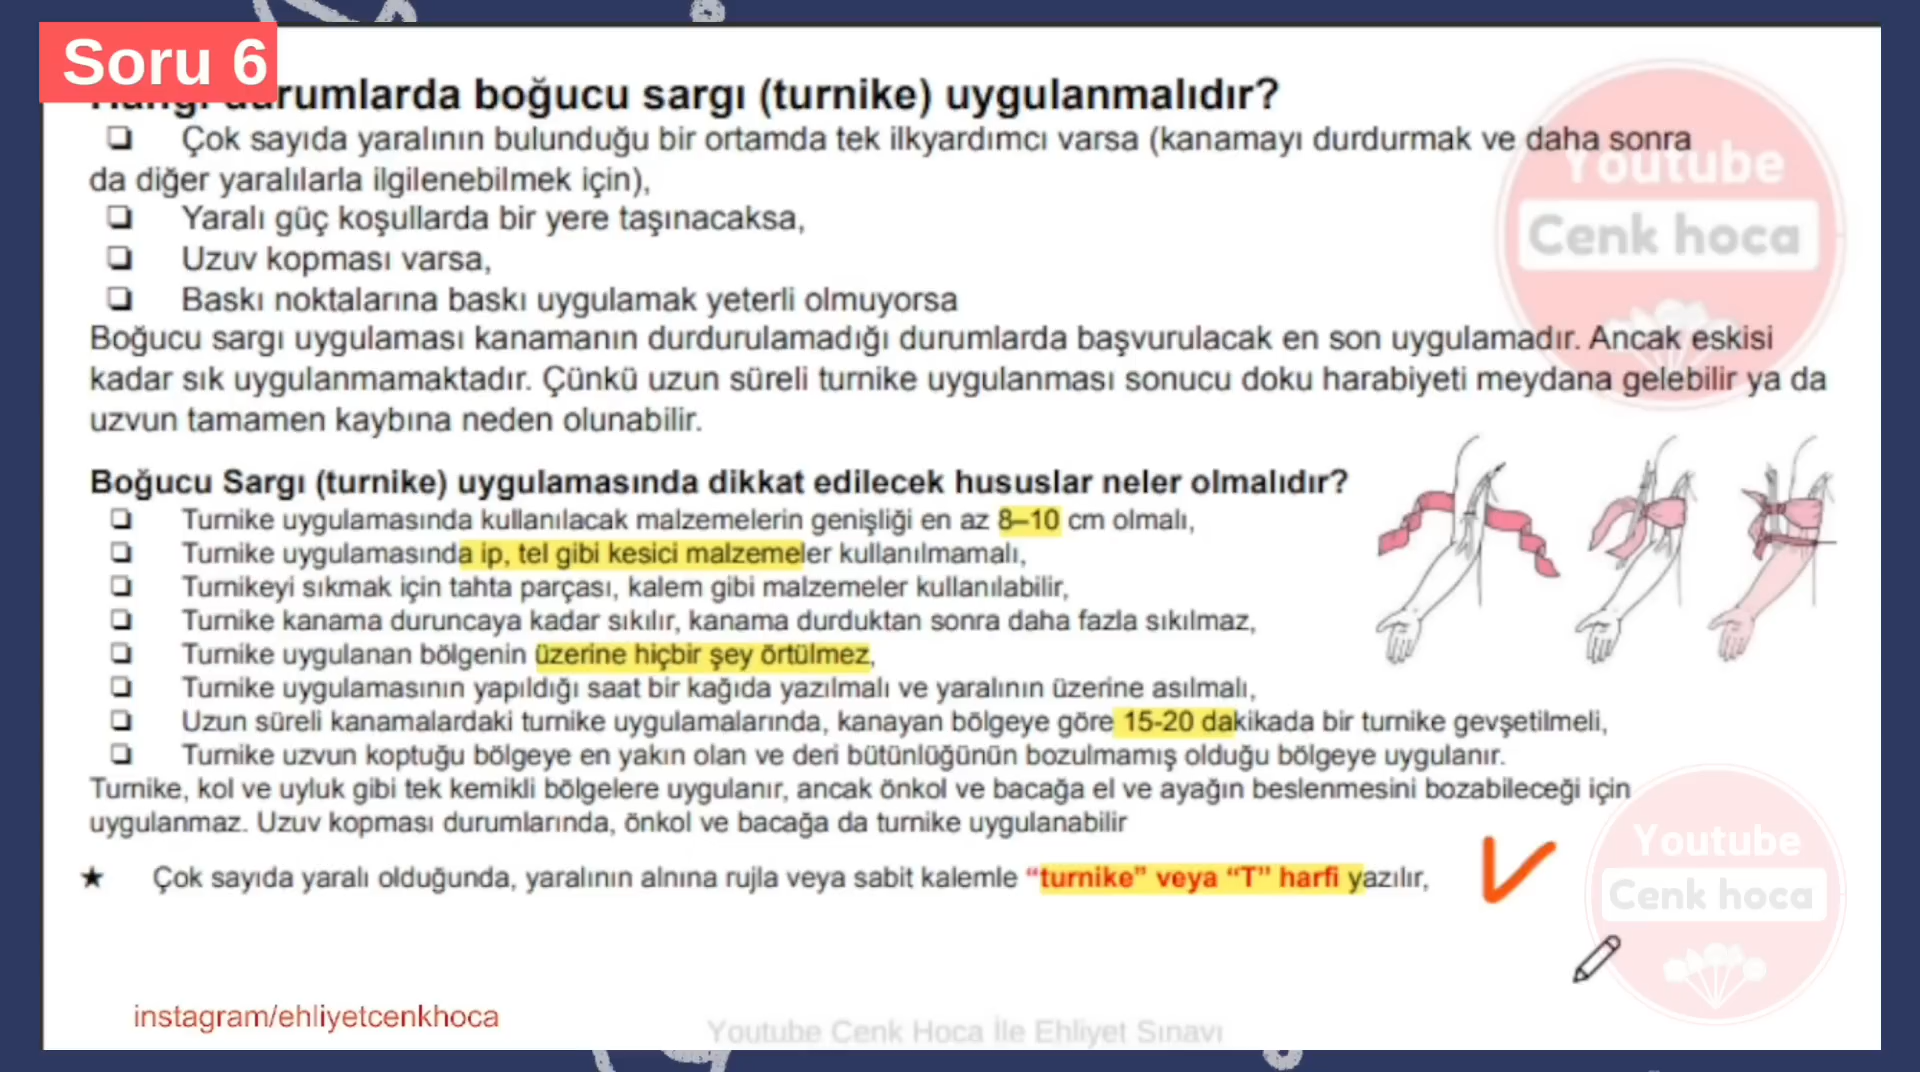 Soru 6
durumlarda boğucu sargı (turnike) uygulanmalıdır?
❑ Çok sayıda yaralının bulunduğu bir ortamda tek ilkyardımcı varsa (kanamayı durdurmak ve daha sonra
da diğer yaralılarla ilgilenebilmek için),
❑ Yaralı güç koşullarda bir yere taşınacaksa,
❑ Uzuv kopması varsa,
❑ Baskı noktalarına baskı uygulamak yeterli olmuyorsa
Boğucu sargı uygulaması kanamanın durdurulamadığı durumlarda başvurulacak en son uygulamadır. Ancak eskisi
kadar sık uygulanmamaktadır. Çünkü uzun süreli turnike uygulanması sonucu doku harabiyeti meydana gelebilir ya da
uzvun tamamen kaybına neden olunabilir.
Boğucu Sargı (turnike) uygulamasında dikkat edilecek hususlar neler olmalıdır?
❑ Turnike uygulamasında kullanılacak malzemelerin genişliği en az 8–10 cm olmalı,
❑ Turnike uygulamasında ip, tel gibi kesici malzemeler kullanılmamalı,
❑ Turnikeyi sıkmak için tahta parçası, kalem gibi malzemeler kullanılabilir,
❑ Turnike kanama duruncaya kadar sıkılır, kanama durduktan sonra daha fazla sıkılmaz,
❑ Turnike uygulanan bölgenin üzerine hiçbir şey örtülmez,
❑ Turnike uygulamasının yapıldığı saat bir kağıda yazılmalı ve yaralının üzerine asılmalı,
❑ Uzun süreli kanamalardaki turnike uygulamalarında, kanayan bölgeye göre 15-20 dakikada bir turnike gevşetilmeli,
❑ Turnike uzvun koptuğu bölgeye en yakın olan ve deri bütünlüğünün bozulmamış olduğu bölgeye uygulanır.
Turnike, kol ve uyluk gibi tek kemikli bölgelere uygulanır, ancak önkol ve bacağa el ve ayağın beslenmesini bozabileceği için
uygulanmaz. Uzuv kopması durumlarında, önkol ve bacağa da turnike uygulanabilir
★ Çok sayıda yaralı olduğunda, yaralının alnına rujla veya sabit kalemle “turnike” veya “T” harfi yazılır,
Youtube
Cenk hoca
Youtube
Cenk hoca
instagram/ehliyetcenkhoca
Youtube Cenk Hoca İle Ehliyet Sınavı